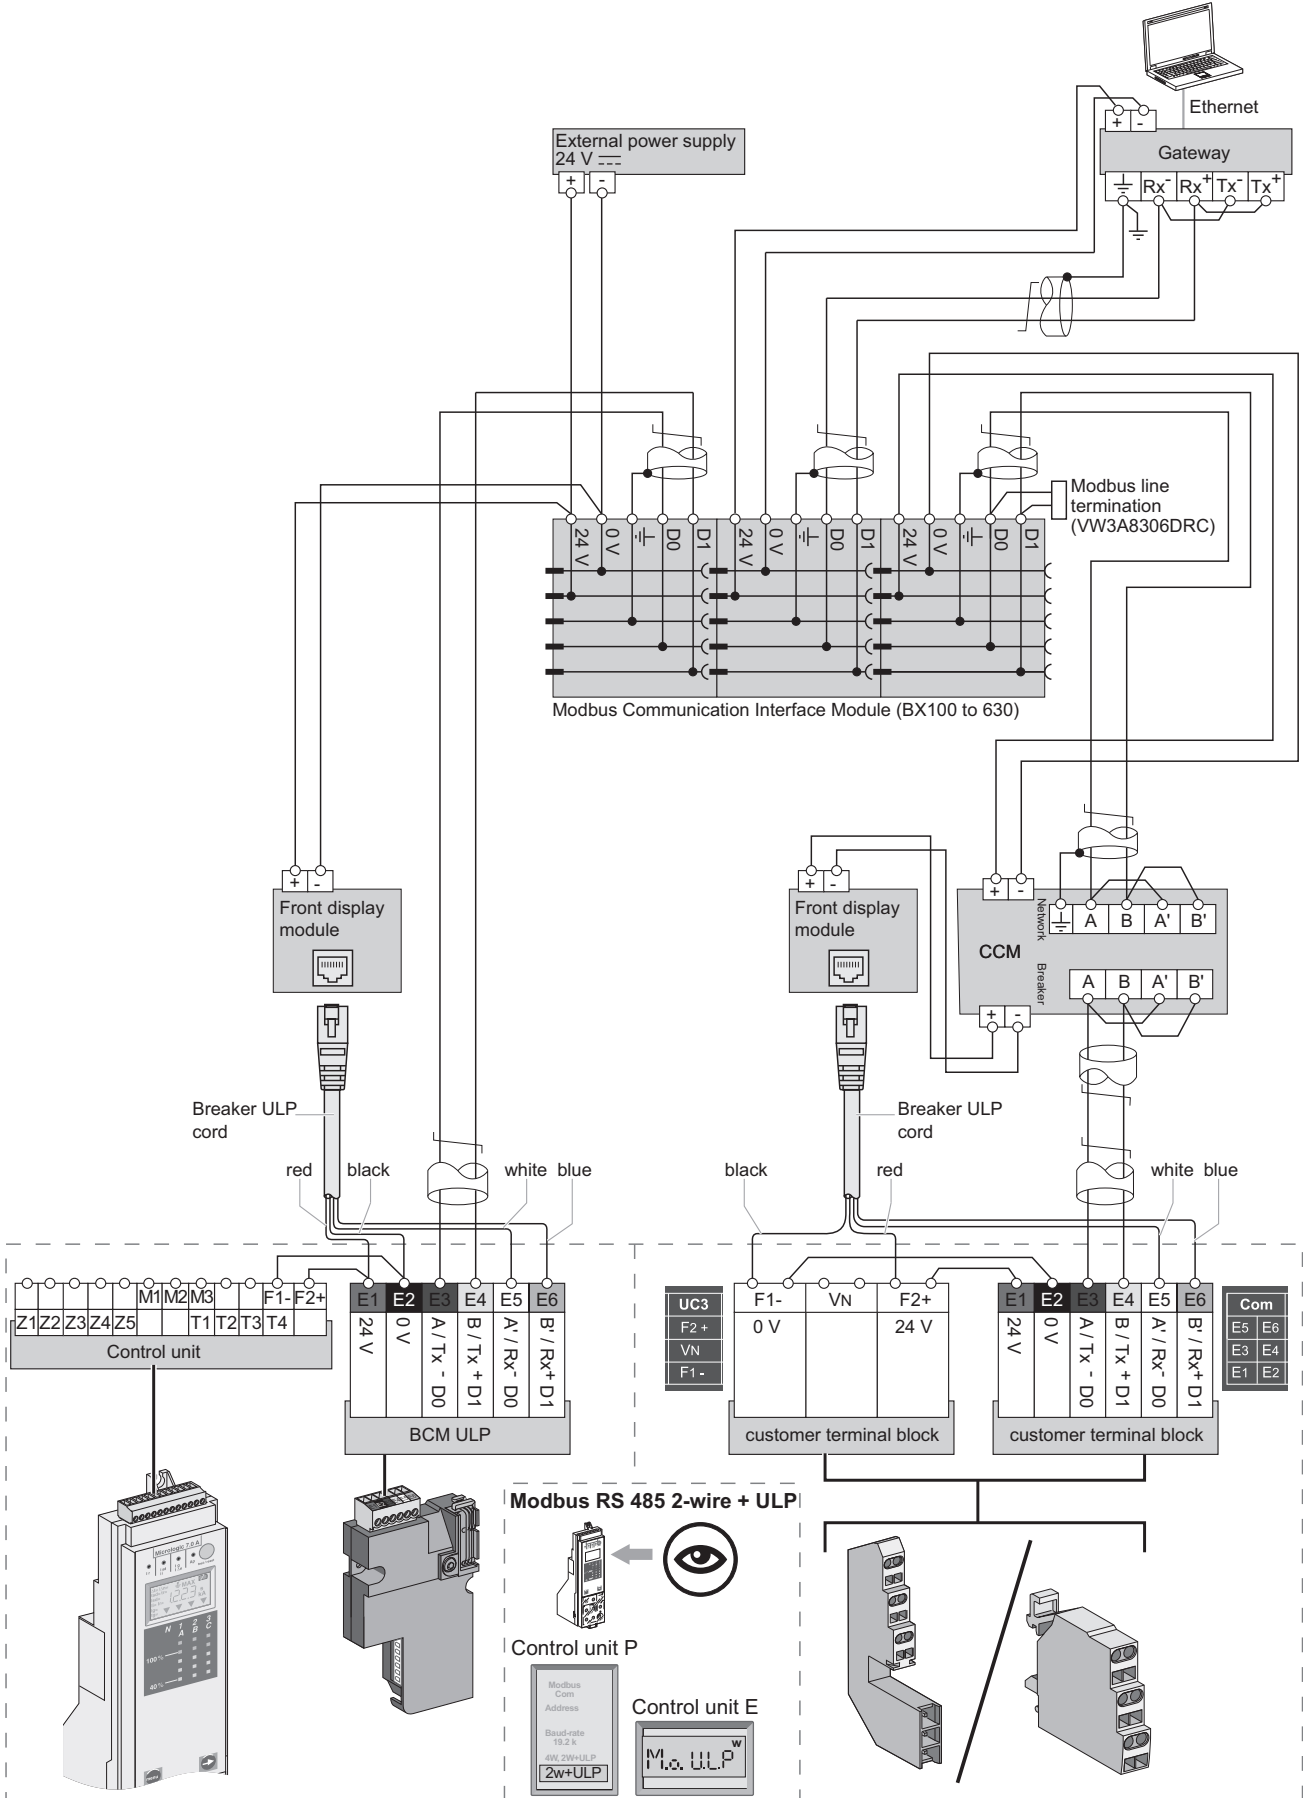 Ethernet
External power supply
24 V
+ -
+ -
Gateway
Rx- Rx+ Tx- Tx+
Modbus line
termination
(VW3A8306DRC)
24 V 0 V D0 D1 24 V 0 V D0 D1 24 V 0 V D0 D1
Modbus Communication Interface Module (BX100 to 630)
+ -
Front display
module
+ -
Front display
module
+ -
CCM
Network
A B A' B'
Breaker
A B A' B'
+ -
Breaker ULP
cord
Breaker ULP
cord
red black white blue
black red white blue
M1 M2 M3 F1- F2+
Z1 Z2 Z3 Z4 Z5 T1 T2 T3 T4
Control unit
E1 E2 E3 E4 E5 E6
24 V
0 V
A / Tx - D0
B / Tx + D1
A' / Rx- D0
B' / Rx+ D1
BCM ULP
UC3
F2 +
VN
F1 -
F1- VN F2+
0 V 24 V
customer terminal block
E1 E2 E3 E4 E5 E6
24 V
0 V
A / Tx - D0
B / Tx + D1
A' / Rx- D0
B' / Rx+ D1
customer terminal block
Com
E5 E6
E3 E4
E1 E2
Micrologic 7.0 A
N 1 2 3
A B C
100 %
40 %
Modbus RS 485 2-wire + ULP
Control unit P
Modbus
Com
Address
Baud-rate
19.2 k
4W, 2W+ULP
2w+ULP
Control unit E
M.o. U.L.P
w